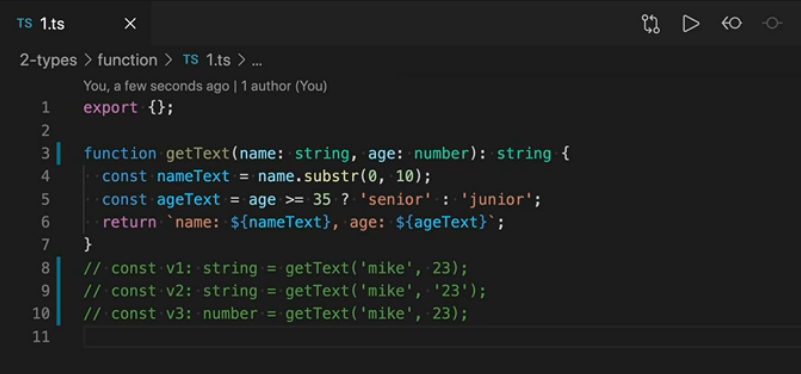 TS 1.ts ×
2-types > function > TS 1.ts > ...
You, a few seconds ago | 1 author (You)
1 export {};
2
3 function getText(name: string, age: number): string {
4   const nameText = name.substr(0, 10);
5   const ageText = age >= 35 ? 'senior' : 'junior';
6   return `name: ${nameText}, age: ${ageText}`;
7 }
8 // const v1: string = getText('mike', 23);
9 // const v2: string = getText('mike', '23');
10 // const v3: number = getText('mike', 23);
11